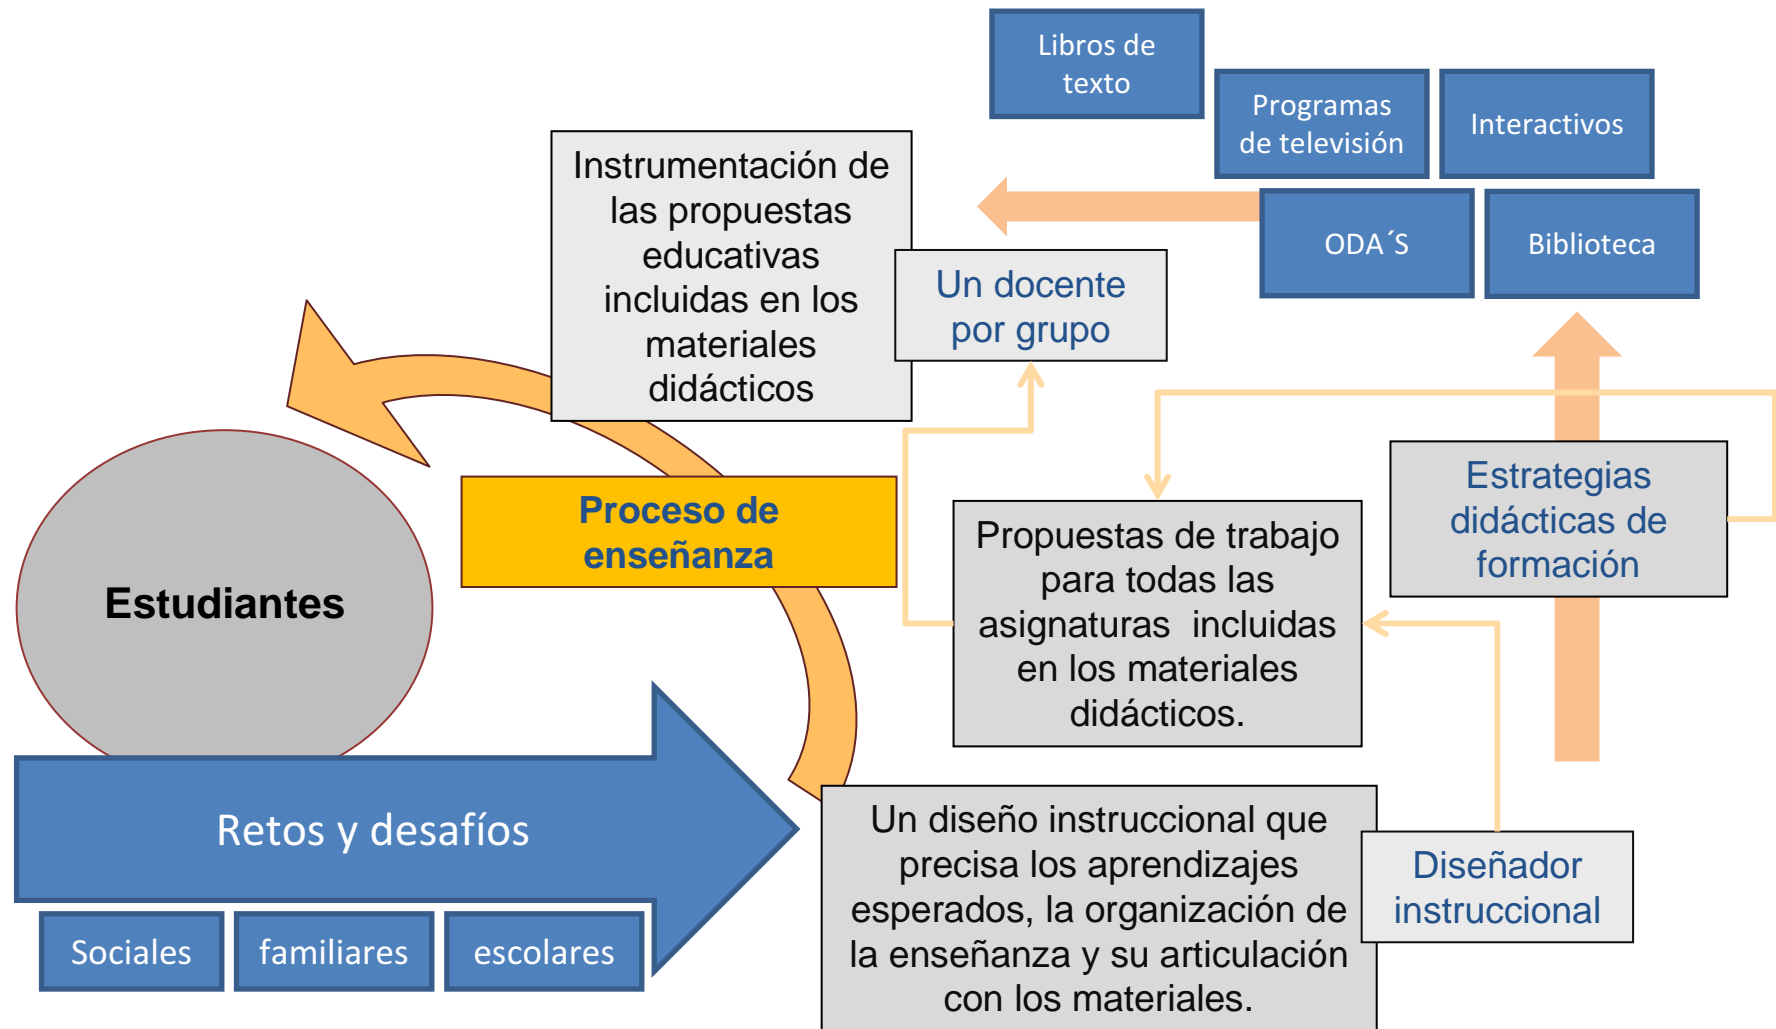 Libros de
texto
Programas
de televisión
Interactivos
ODA´S
Biblioteca
Instrumentación de
las propuestas
educativas
incluidas en los
materiales
didácticos
Un docente
por grupo
Proceso de
enseñanza
Estudiantes
Propuestas de trabajo
para todas las
asignaturas  incluidas
en los materiales
didácticos.
Estrategias
didácticas de
formación
Retos y desafíos
Sociales
familiares
escolares
Un diseño instruccional que
precisa los aprendizajes
esperados, la organización de
la enseñanza y su articulación
con los materiales.
Diseñador
instruccional